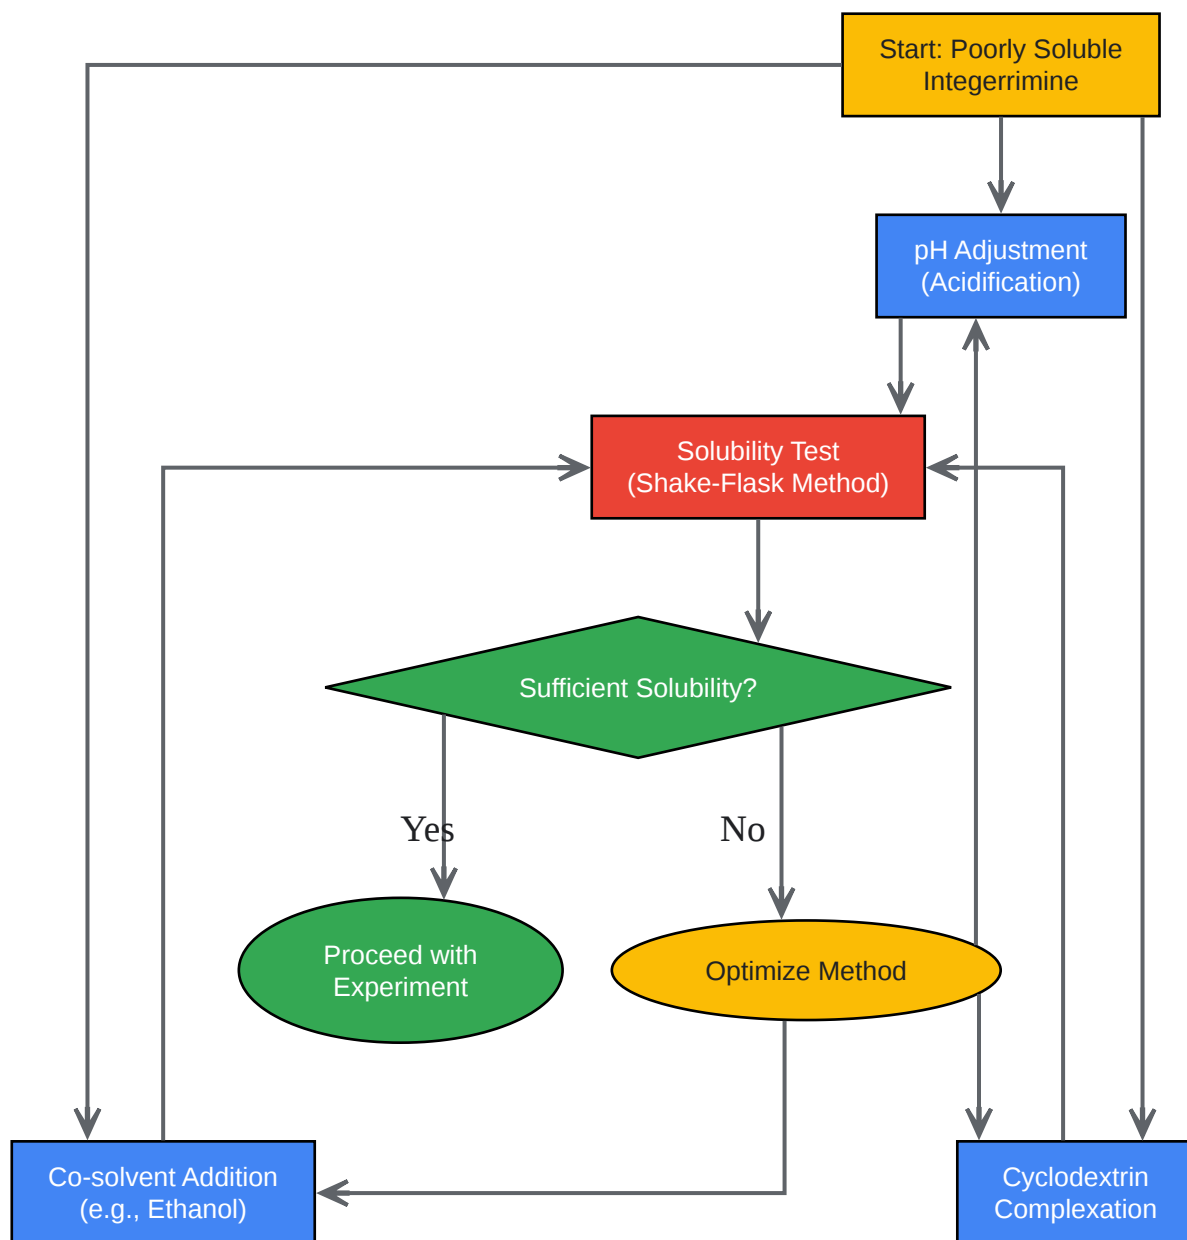 Start: Poorly Soluble
Integerrimine
pH Adjustment
(Acidification)
Solubility Test
(Shake-Flask Method)
Sufficient Solubility?
Yes
No
Proceed with
Experiment
Optimize Method
Co-solvent Addition
(e.g., Ethanol)
Cyclodextrin
Complexation